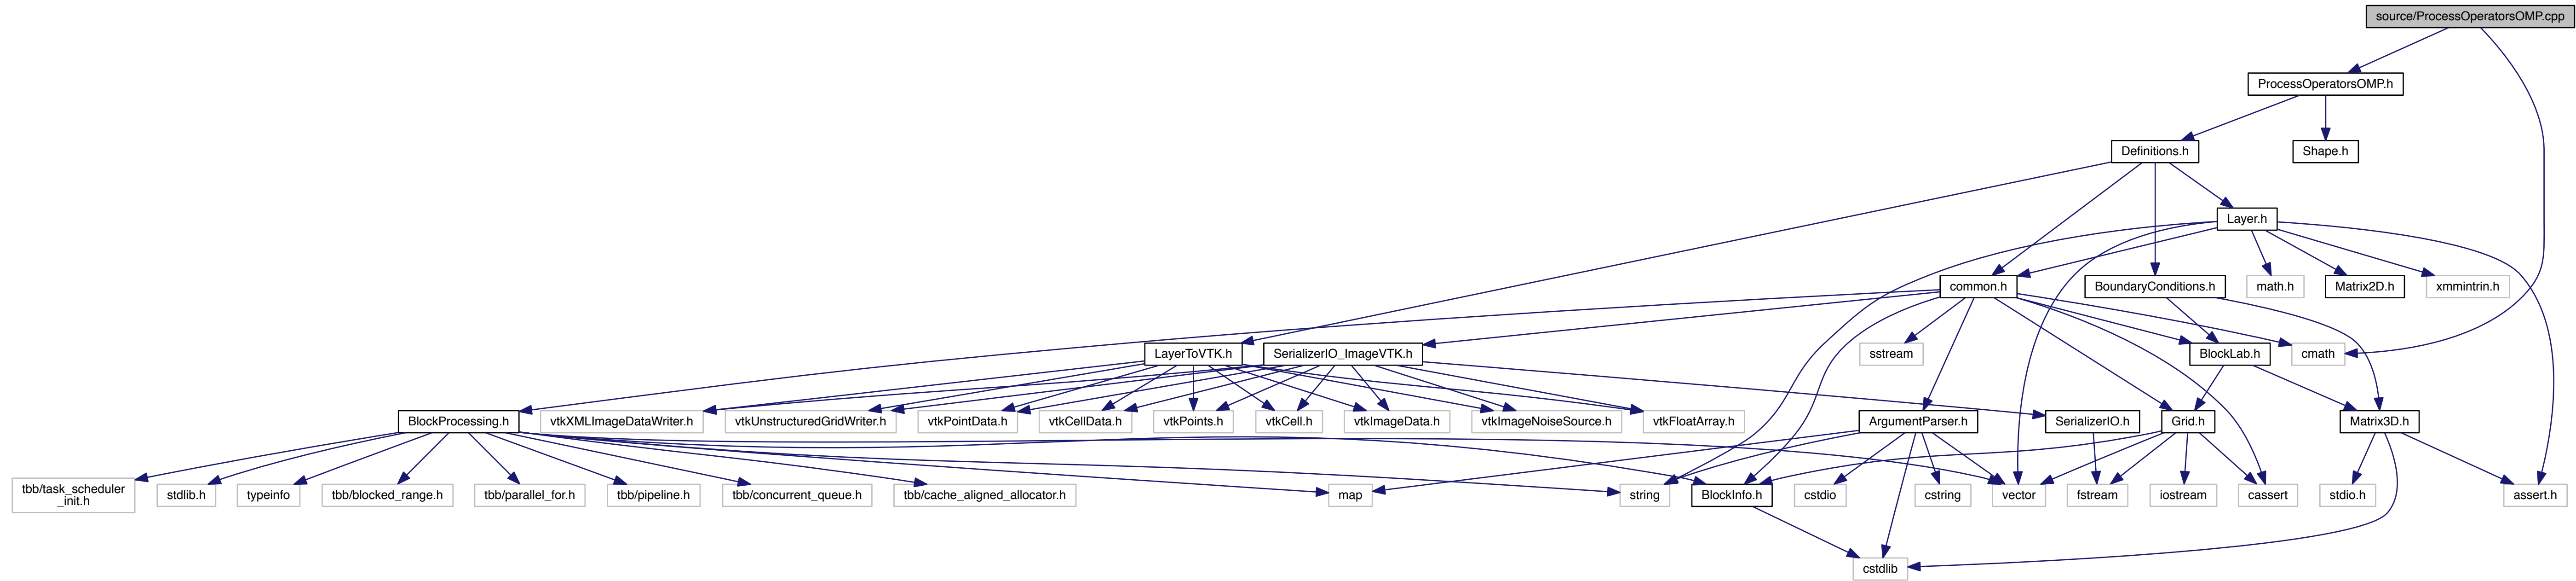 source/ProcessOperatorsOMP.cpp
ProcessOperatorsOMP.h
Definitions.h
Shape.h
Layer.h
common.h
BoundaryConditions.h
math.h
Matrix2D.h
xmmintrin.h
LayerToVTK.h
SerializerIO_ImageVTK.h
sstream
BlockLab.h
cmath
BlockProcessing.h
vtkXMLImageDataWriter.h
vtkUnstructuredGridWriter.h
vtkPointData.h
vtkCellData.h
vtkPoints.h
vtkCell.h
vtkImageData.h
vtkImageNoiseSource.h
vtkFloatArray.h
ArgumentParser.h
SerializerIO.h
Grid.h
Matrix3D.h
tbb/task_scheduler
_init.h
stdlib.h
typeinfo
tbb/blocked_range.h
tbb/parallel_for.h
tbb/pipeline.h
tbb/concurrent_queue.h
tbb/cache_aligned_allocator.h
map
string
BlockInfo.h
cstdio
cstring
vector
fstream
iostream
cassert
stdio.h
assert.h
cstdlib